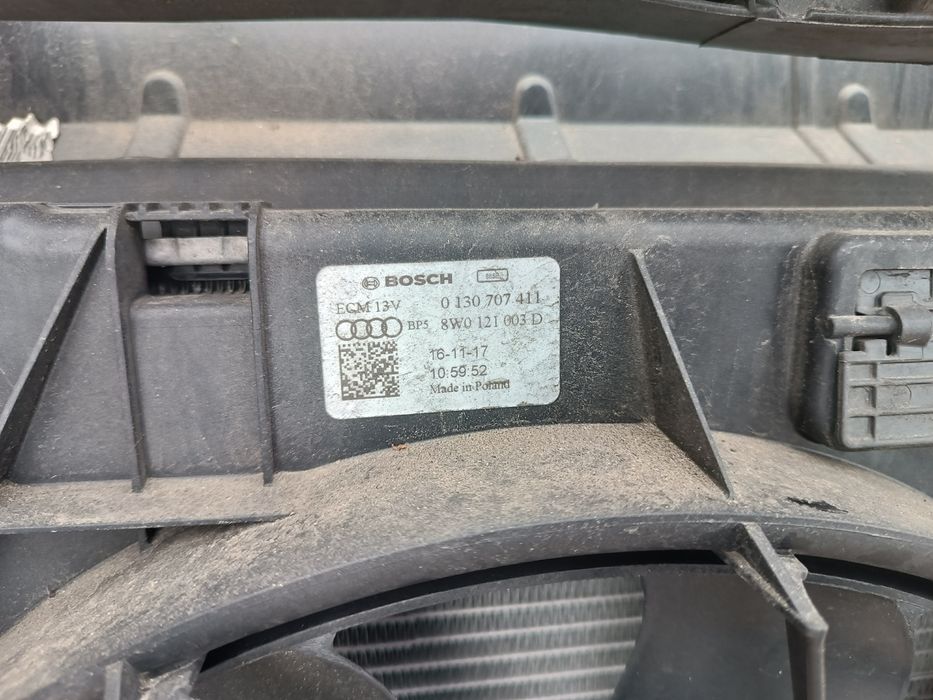 BOSCH
ECM 13V 0 130 707 411
BP5 8W0 121 003 D
16-11-17
10:59:52
Made in Poland